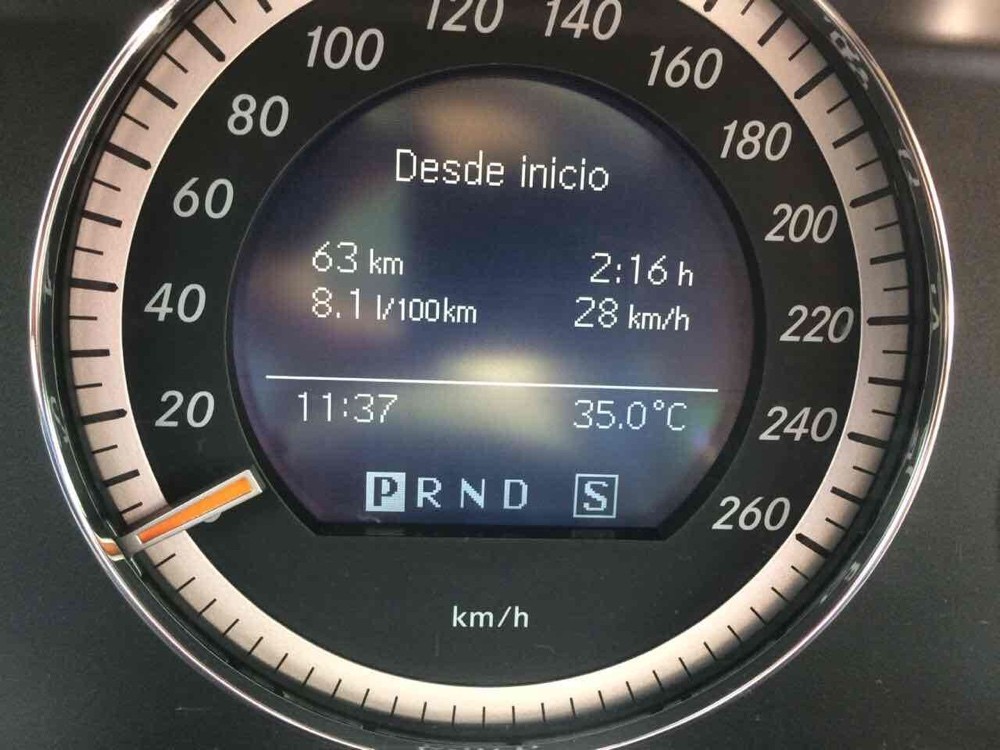 120 140
100 160
80 180
60 200
40 220
20 240
260
Desde inicio
63 km 2:16 h
8.1 l/100km 28 km/h
11:37 35.0°C
P R N D S
km/h